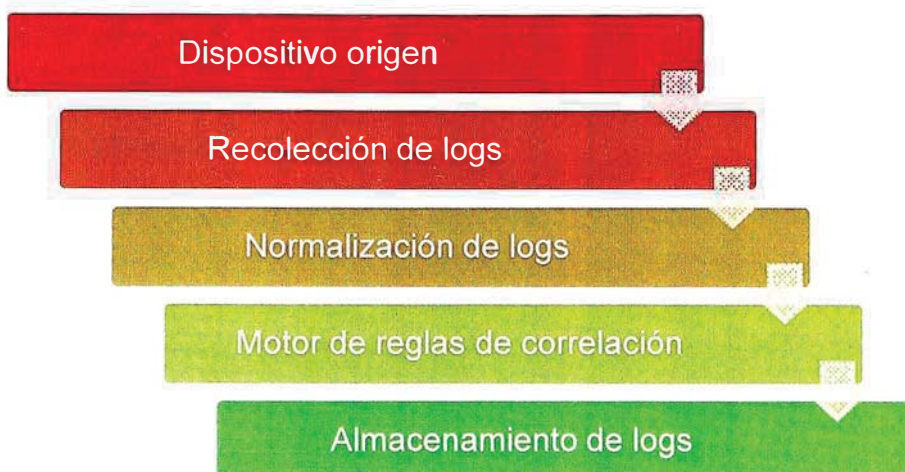 Dispositivo origen
Recolección de logs
Normalización de logs
Motor de reglas de correlación
Almacenamiento de logs